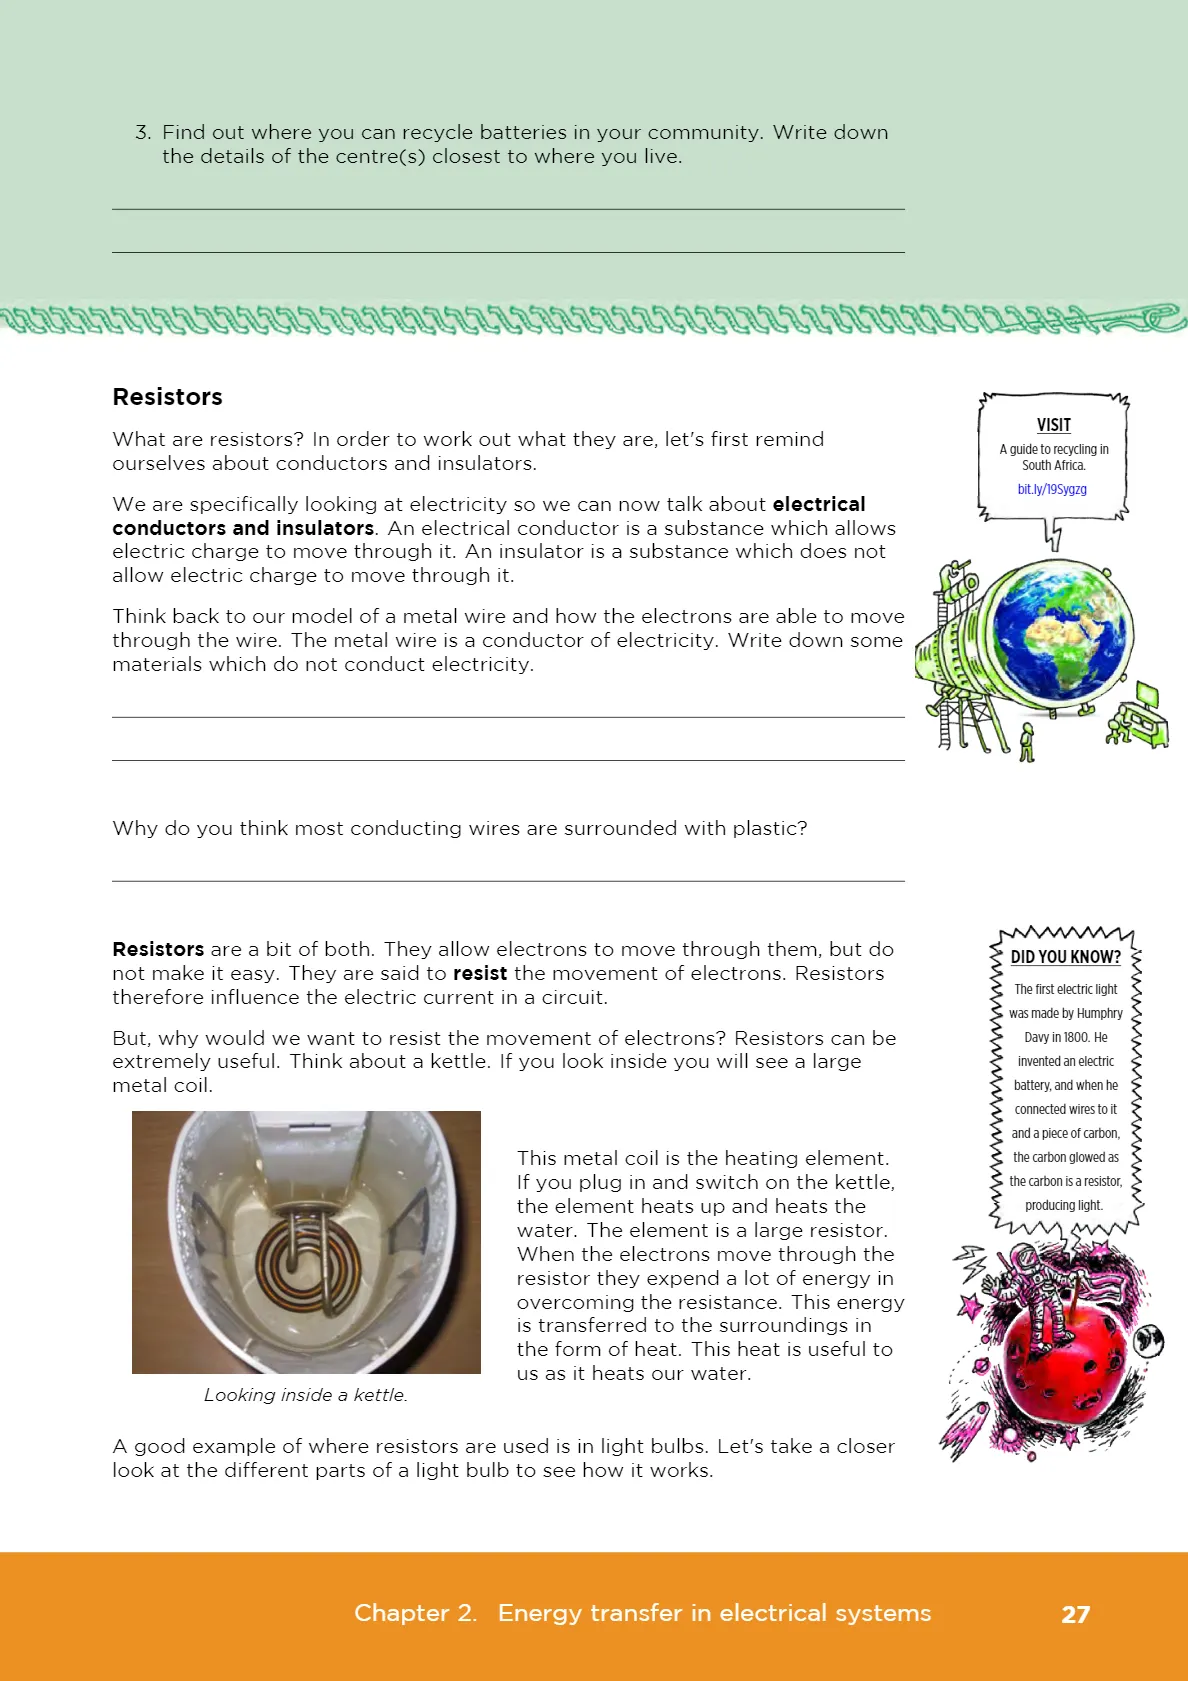 3. Find out where you can recycle batteries in your community. Write down
the details of the centre(s) closest to where you live.
Resistors
What are resistors? In order to work out what they are, let's first remind
ourselves about conductors and insulators.
We are specifically looking at electricity so we can now talk about electrical
conductors and insulators. An electrical conductor is a substance which allows
electric charge to move through it. An insulator is a substance which does not
allow electric charge to move through it.
Think back to our model of a metal wire and how the electrons are able to move
through the wire. The metal wire is a conductor of electricity. Write down some
materials which do not conduct electricity.
VISIT
A guide to recycling in
South Africa.
bit.ly/19Sygzg
Why do you think most conducting wires are surrounded with plastic?
Resistors are a bit of both. They allow electrons to move through them, but do
not make it easy. They are said to resist the movement of electrons. Resistors
therefore influence the electric current in a circuit.
But, why would we want to resist the movement of electrons? Resistors can be
extremely useful. Think about a kettle. If you look inside you will see a large
metal coil.
DID YOU KNOW?
The first electric light
was made by Humphry
Davy in 1800. He
invented an electric
battery, and when he
connected wires to it
and a piece of carbon,
the carbon glowed as
the carbon is a resistor,
producing light.
This metal coil is the heating element.
If you plug in and switch on the kettle,
the element heats up and heats the
water. The element is a large resistor.
When the electrons move through the
resistor they expend a lot of energy in
overcoming the resistance. This energy
is transferred to the surroundings in
the form of heat. This heat is useful to
us as it heats our water.
Looking inside a kettle.
A good example of where resistors are used is in light bulbs. Let's take a closer
look at the different parts of a light bulb to see how it works.
Chapter 2. Energy transfer in electrical systems 27